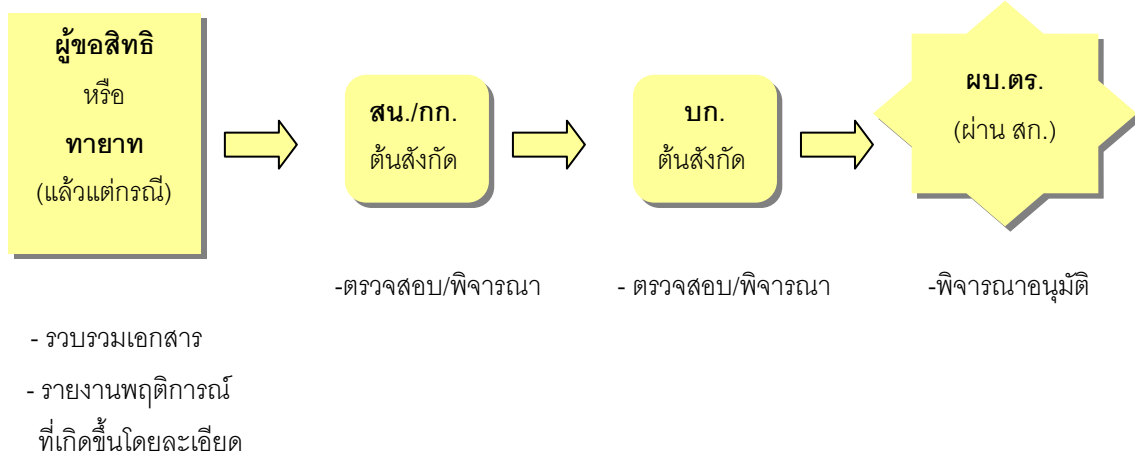 ผู้ขอสิทธิ
หรือ
ทายาท
(แล้วแต่กรณี)
สน./กก.
ต้นสังกัด
บก.
ต้นสังกัด
ผบ.ตร.
(ผ่าน สก.)
-ตรวจสอบ/พิจารณา
- ตรวจสอบ/พิจารณา
-พิจารณาอนุมัติ
- รวบรวมเอกสาร
- รายงานพฤติการณ์
ที่เกิดขึ้นโดยละเอียด